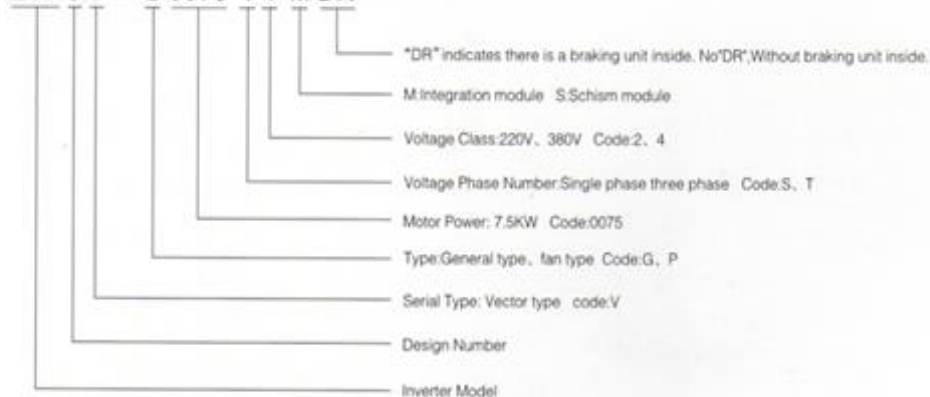 "DR" indicates there is a braking unit inside. No"DR",Without braking unit inside.
M:Integration module S:Schism module
Voltage Class:220V、380V Code:2、4
Voltage Phase Number:Single phase three phase Code:S、T
Motor Power: 7.5KW Code:0075
Type:General type、fan type Code:G、P
Serial Type: Vector type code:V
Design Number
Inverter Model